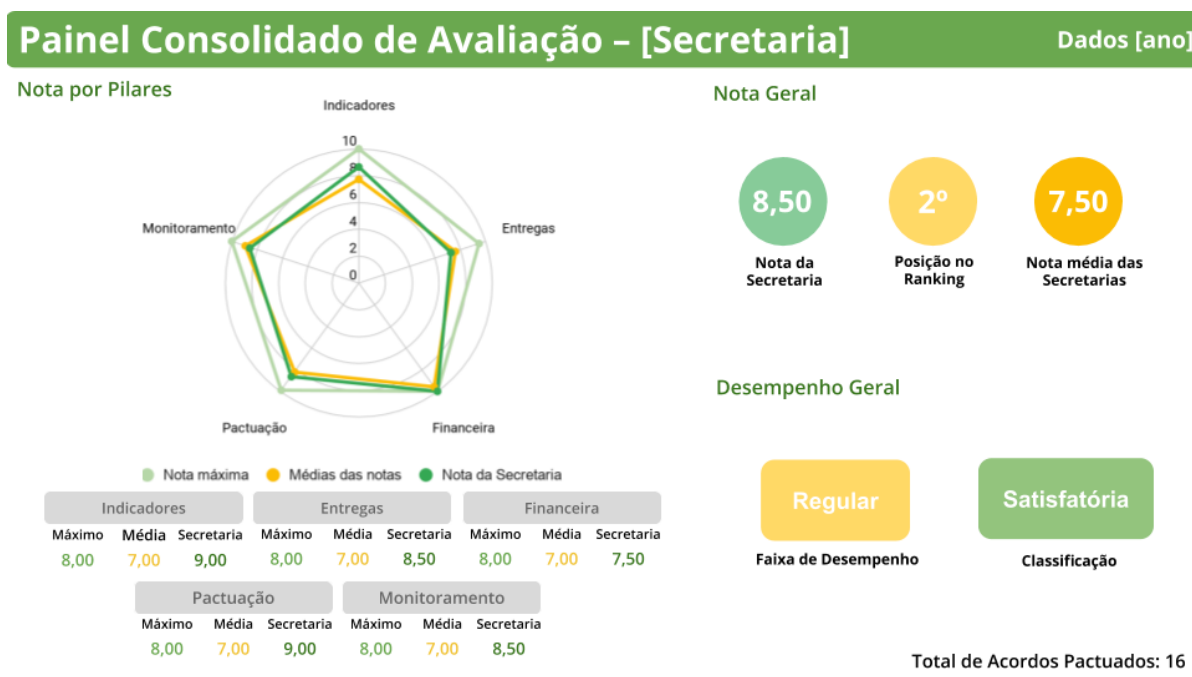 Painel Consolidado de Avaliação – [Secretaria]
Dados [ano]
Nota por Pilares
Indicadores
10
8
6
4
2
0
Monitoramento
Entregas
Pactuação
Financeira
Nota máxima
Médias das notas
Nota da Secretaria
Indicadores
Entregas
Financeira
Máximo Média Secretaria Máximo Média Secretaria Máximo Média Secretaria
8,00 7,00 9,00 8,00 7,00 8,50 8,00 7,00 7,50
Pactuação
Monitoramento
Máximo Média Secretaria Máximo Média Secretaria
8,00 7,00 9,00 8,00 7,00 8,50
Nota Geral
8,50
Nota da
Secretaria
2º
Posição no
Ranking
7,50
Nota média das
Secretarias
Desempenho Geral
Regular
Faixa de Desempenho
Satisfatória
Classificação
Total de Acordos Pactuados: 16